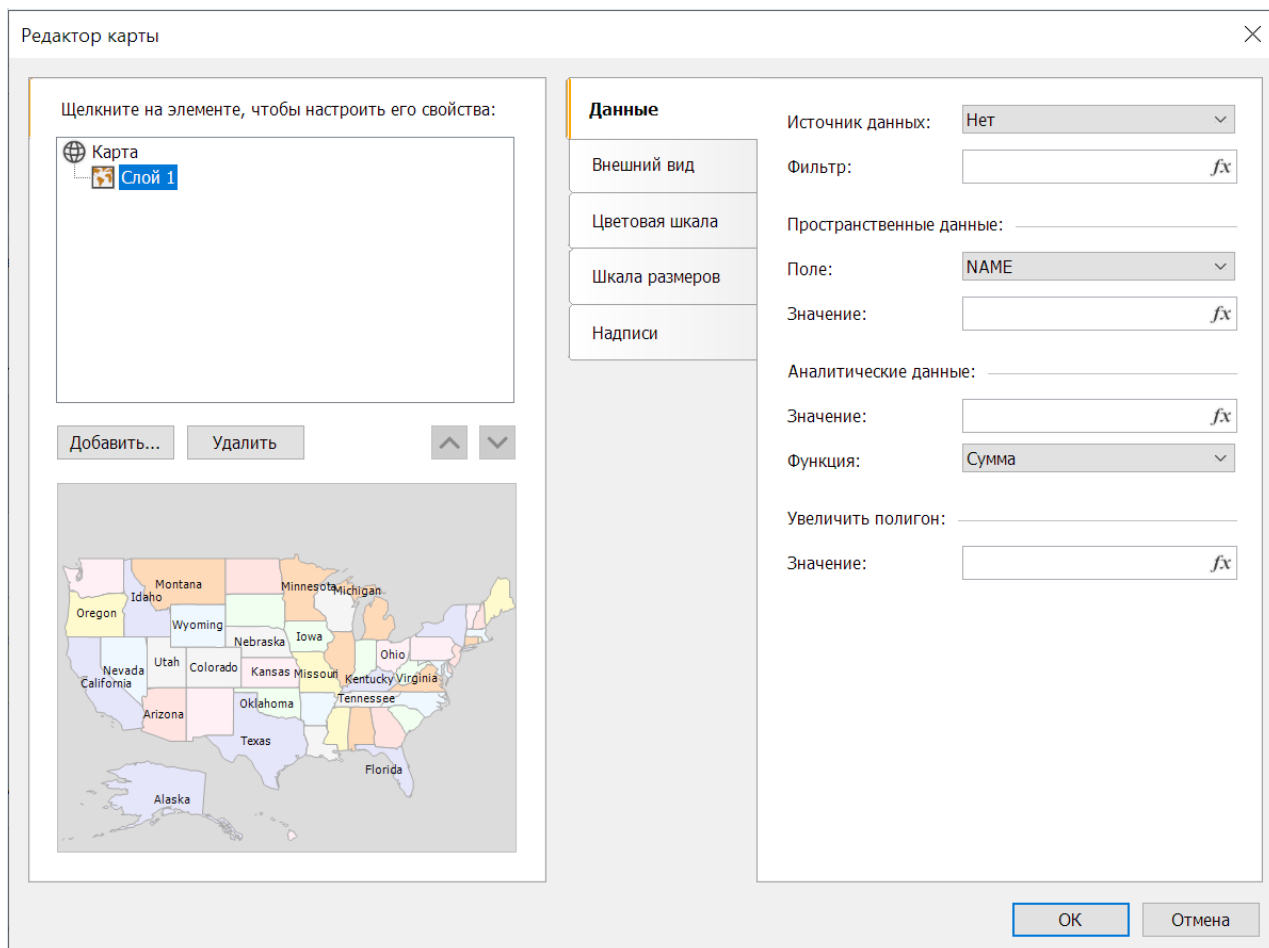 Редактор карты
Щелкните на элементе, чтобы настроить его свойства:
Карта
Слой 1
Добавить...
Удалить
Montana
Minnesota
Michigan
Idaho
Oregon
Wyoming
Nebraska
Iowa
Ohio
Nevada
Utah
Colorado
Kansas
Missouri
Kentucky
Virginia
California
Tennessee
Arizona
Oklahoma
Texas
Florida
Alaska
Данные
Внешний вид
Цветовая шкала
Шкала размеров
Надписи
Источник данных: Нет
Фильтр: fx
Пространственные данные:
Поле: NAME
Значение: fx
Аналитические данные:
Значение: fx
Функция: Сумма
Увеличить полигон:
Значение: fx
ОК
Отмена